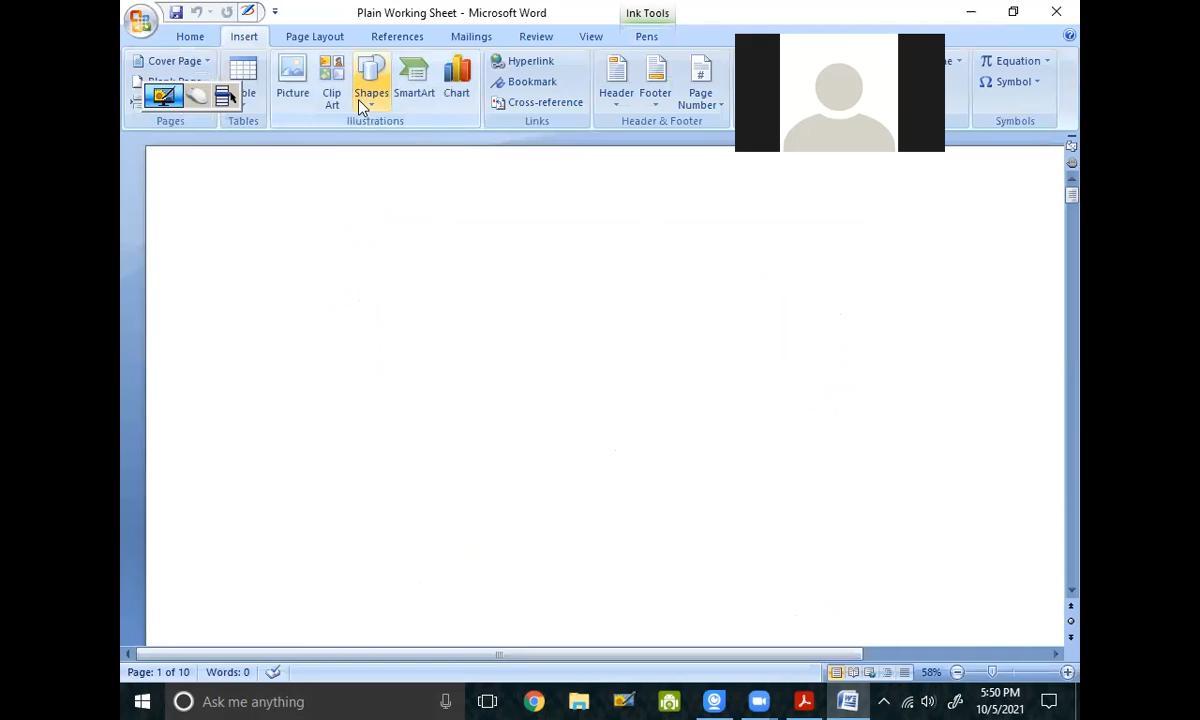 Plain Working Sheet - Microsoft Word
Ink Tools
Home
Insert
Page Layout
References
Mailings
Review
View
Pens
Cover Page
Picture
Clip
Art
Shapes
SmartArt
Chart
Hyperlink
Bookmark
Cross-reference
Header
Footer
Page
Number
π Equation
Ω Symbol
Pages
Tables
Illustrations
Links
Header & Footer
Symbols
Page: 1 of 10
Words: 0
58%
Ask me anything
5:50 PM
10/5/2021